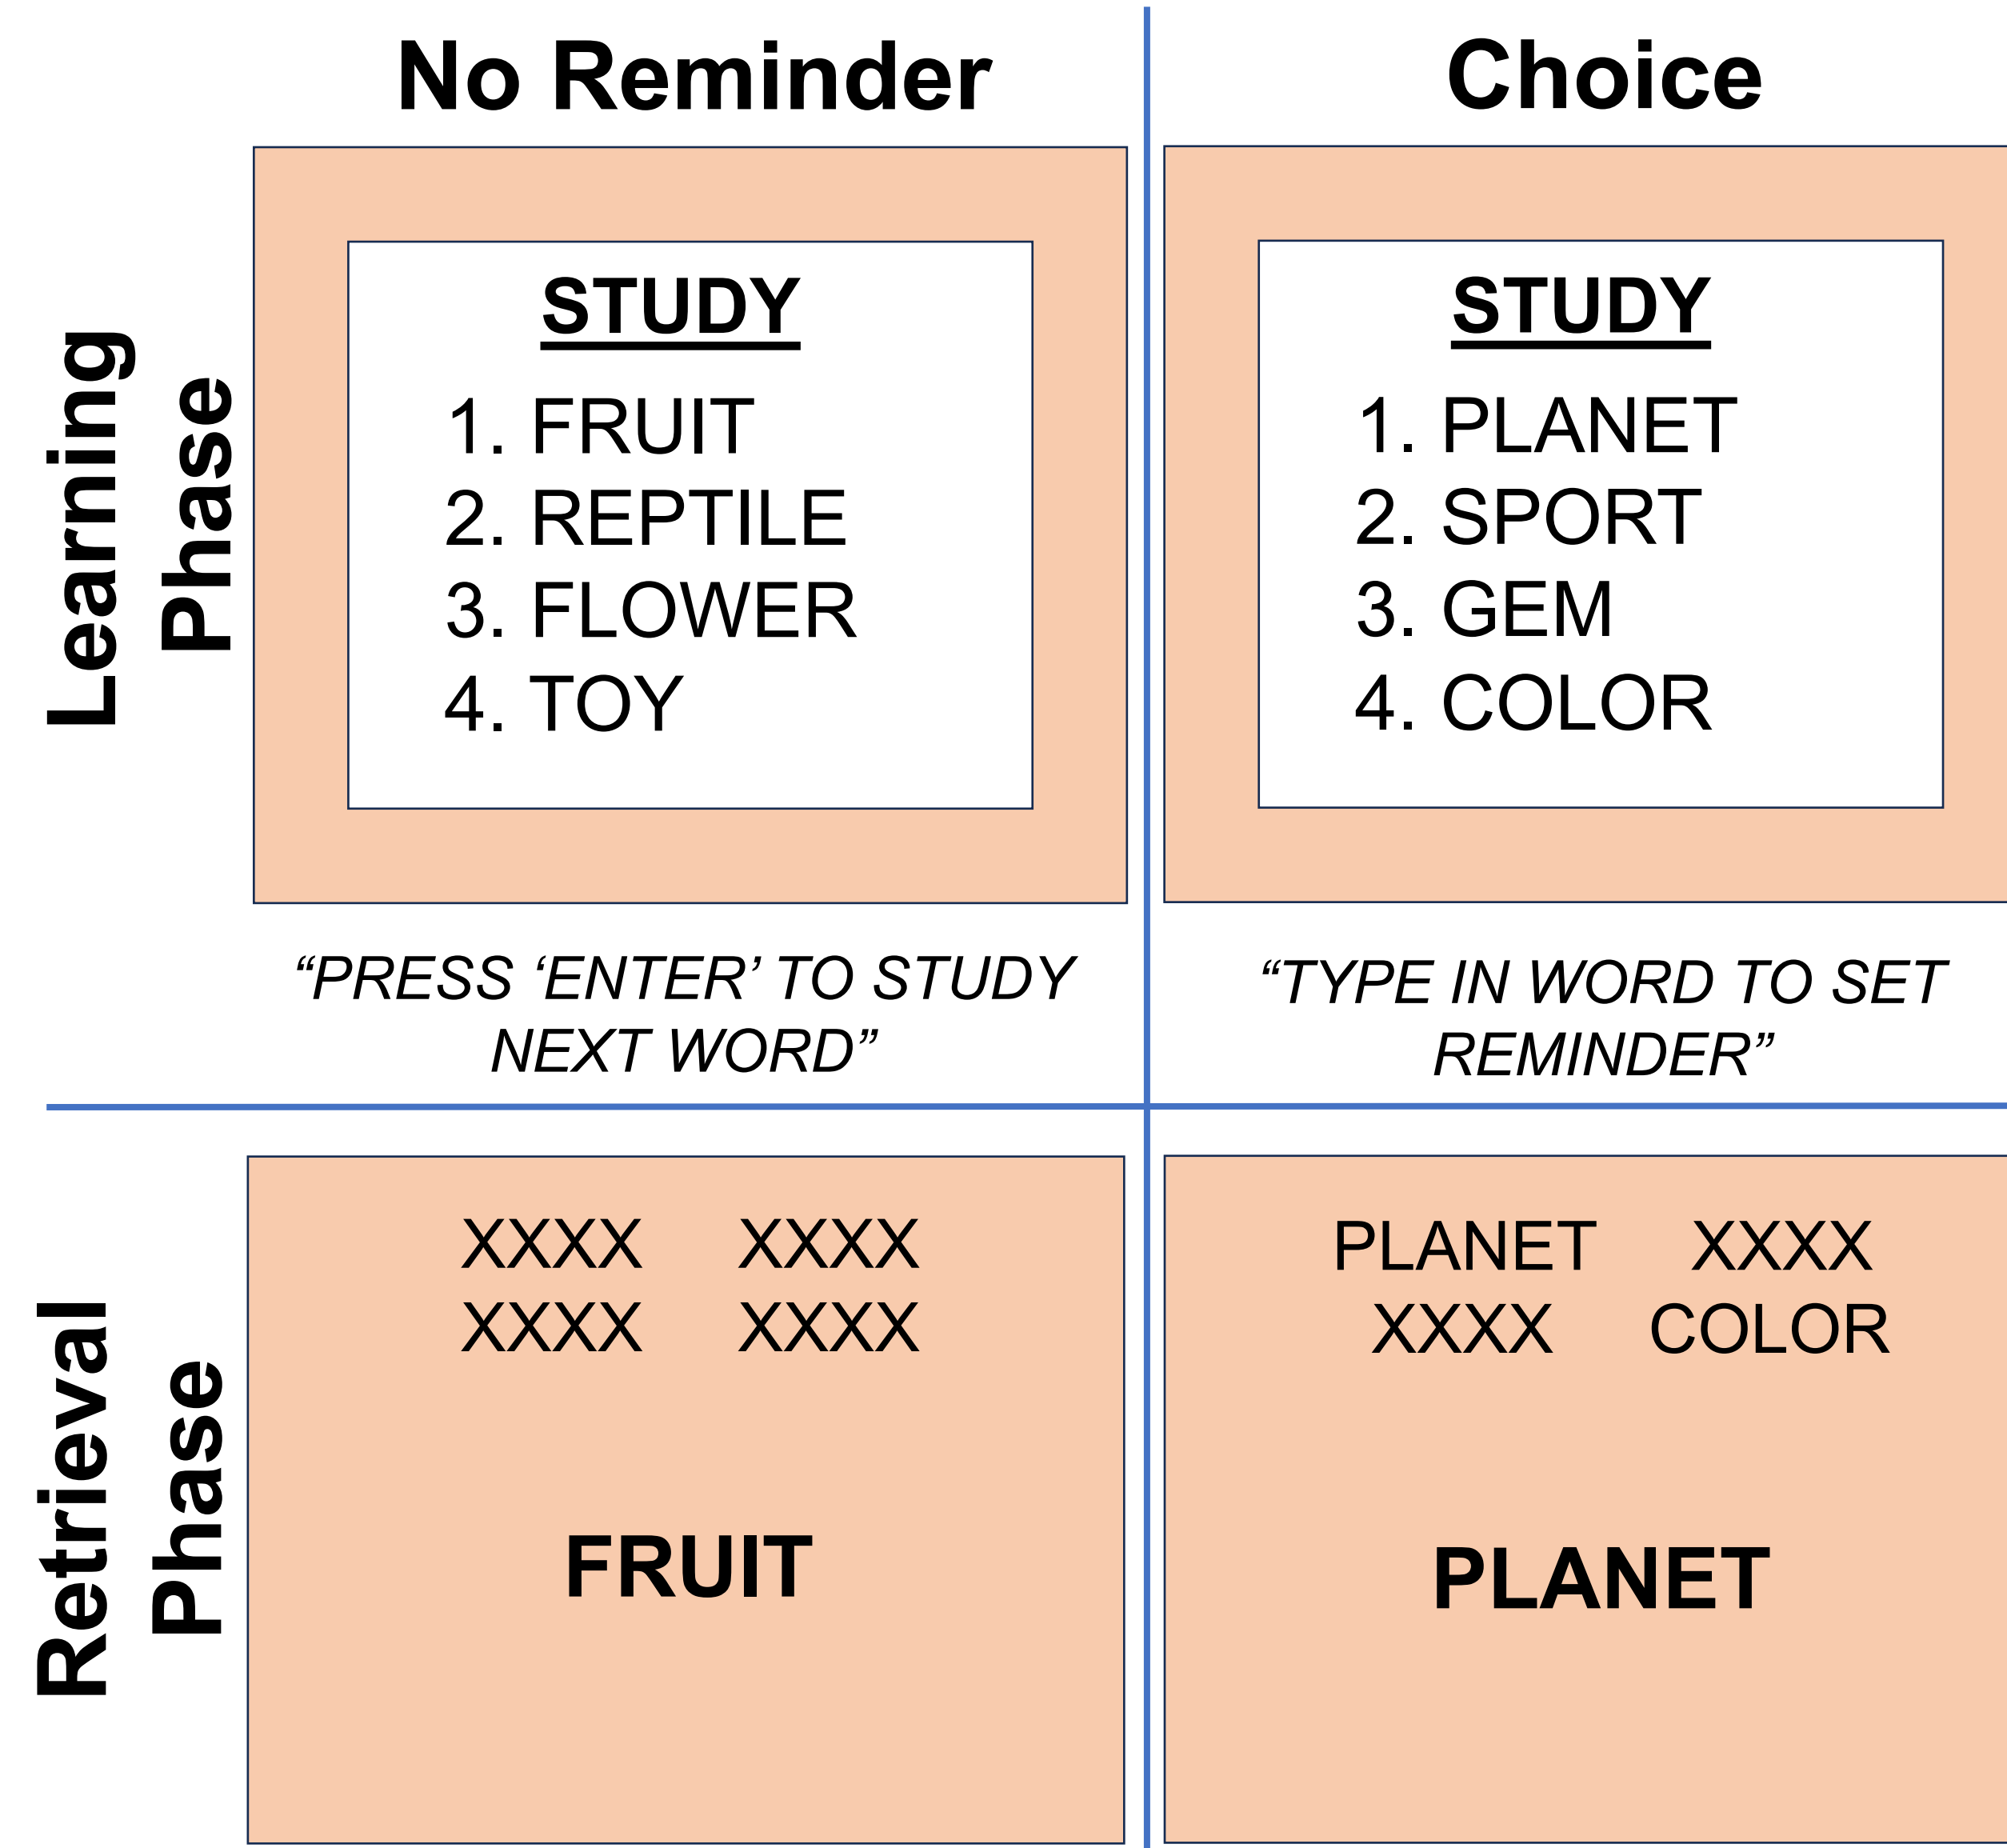 No Reminder
Choice
Learning
Phase
STUDY
1. FRUIT
2. REPTILE
3. FLOWER
4. TOY
“PRESS ‘ENTER’ TO STUDY
NEXT WORD”
STUDY
1. PLANET
2. SPORT
3. GEM
4. COLOR
“TYPE IN WORD TO SET
REMINDER”
Retrieval
Phase
XXXX XXXX
XXXX XXXX
FRUIT
PLANET XXXX
XXXX COLOR
PLANET